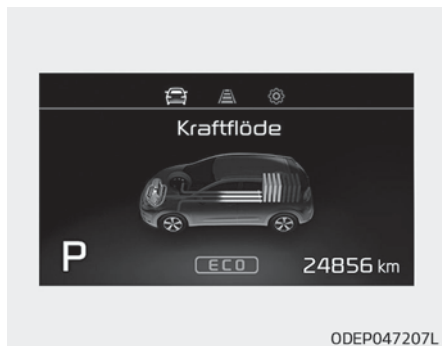 Kraftflöde
P
ECO
24856 km
ODEP047207L